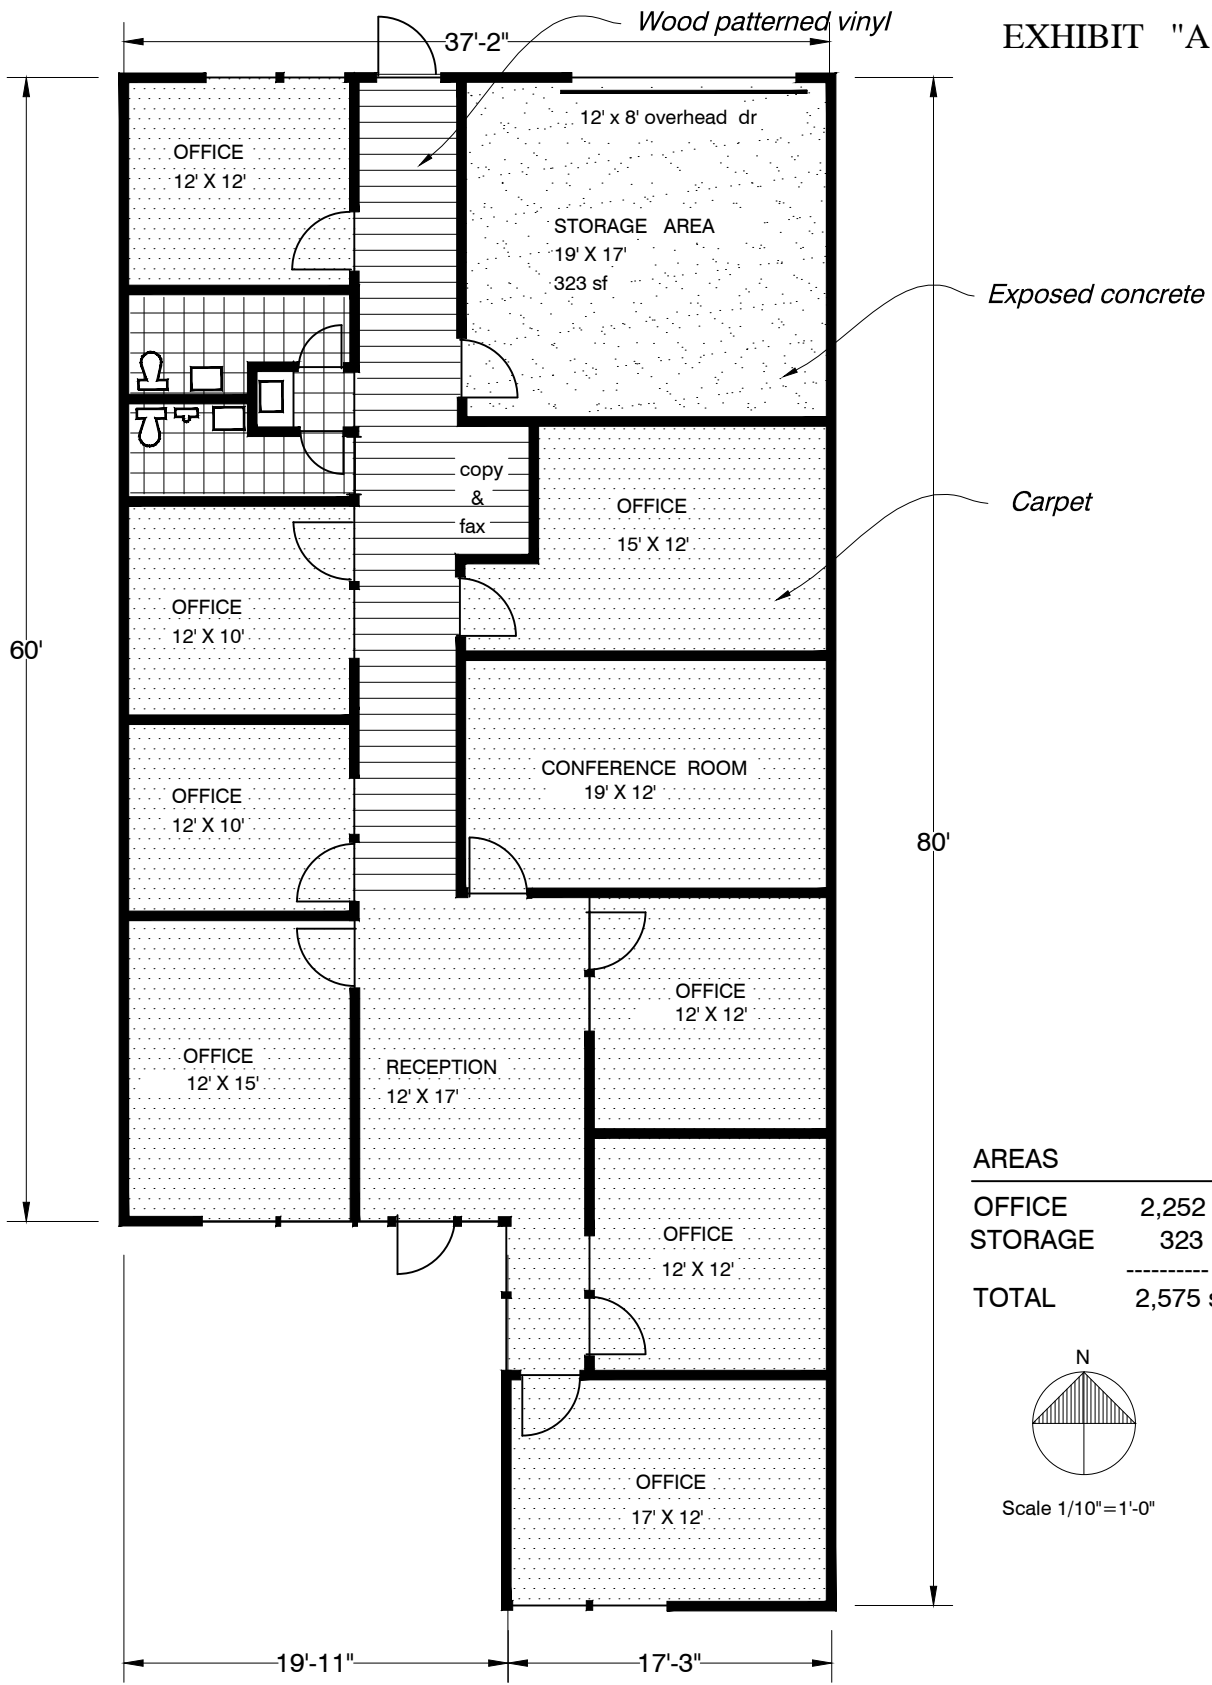 Wood patterned vinyl
EXHIBIT "A
37'-2"
12' x 8' overhead dr
OFFICE
12' X 12'
STORAGE AREA
19' X 17'
323 sf
Exposed concrete
copy
&
fax
OFFICE
15' X 12'
Carpet
OFFICE
12' X 10'
60'
CONFERENCE ROOM
19' X 12'
OFFICE
12' X 10'
80'
OFFICE
12' X 12'
OFFICE
12' X 15'
RECEPTION
12' X 17'
AREAS
OFFICE 2,252
STORAGE 323
----------
TOTAL 2,575 s
OFFICE
12' X 12'
N
Scale 1/10"=1'-0"
OFFICE
17' X 12'
19'-11"
17'-3"